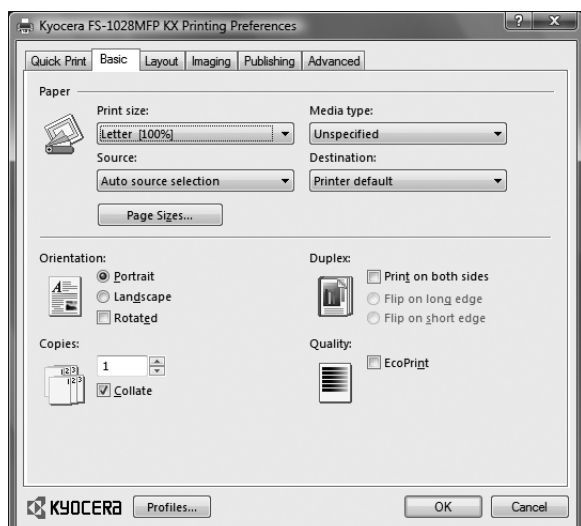 Kyocera FS-1028MFP KX Printing Preferences
Quick Print Basic Layout Imaging Publishing Advanced
Paper
Print size:
Letter [100%]
Media type:
Unspecified
Source:
Auto source selection
Destination:
Printer default
Page Sizes...
Orientation:
Portrait
Landscape
Rotated
Duplex:
Print on both sides
Flip on long edge
Flip on short edge
Copies:
1
Collate
Quality:
EcoPrint
KYOCERA Profiles... OK Cancel